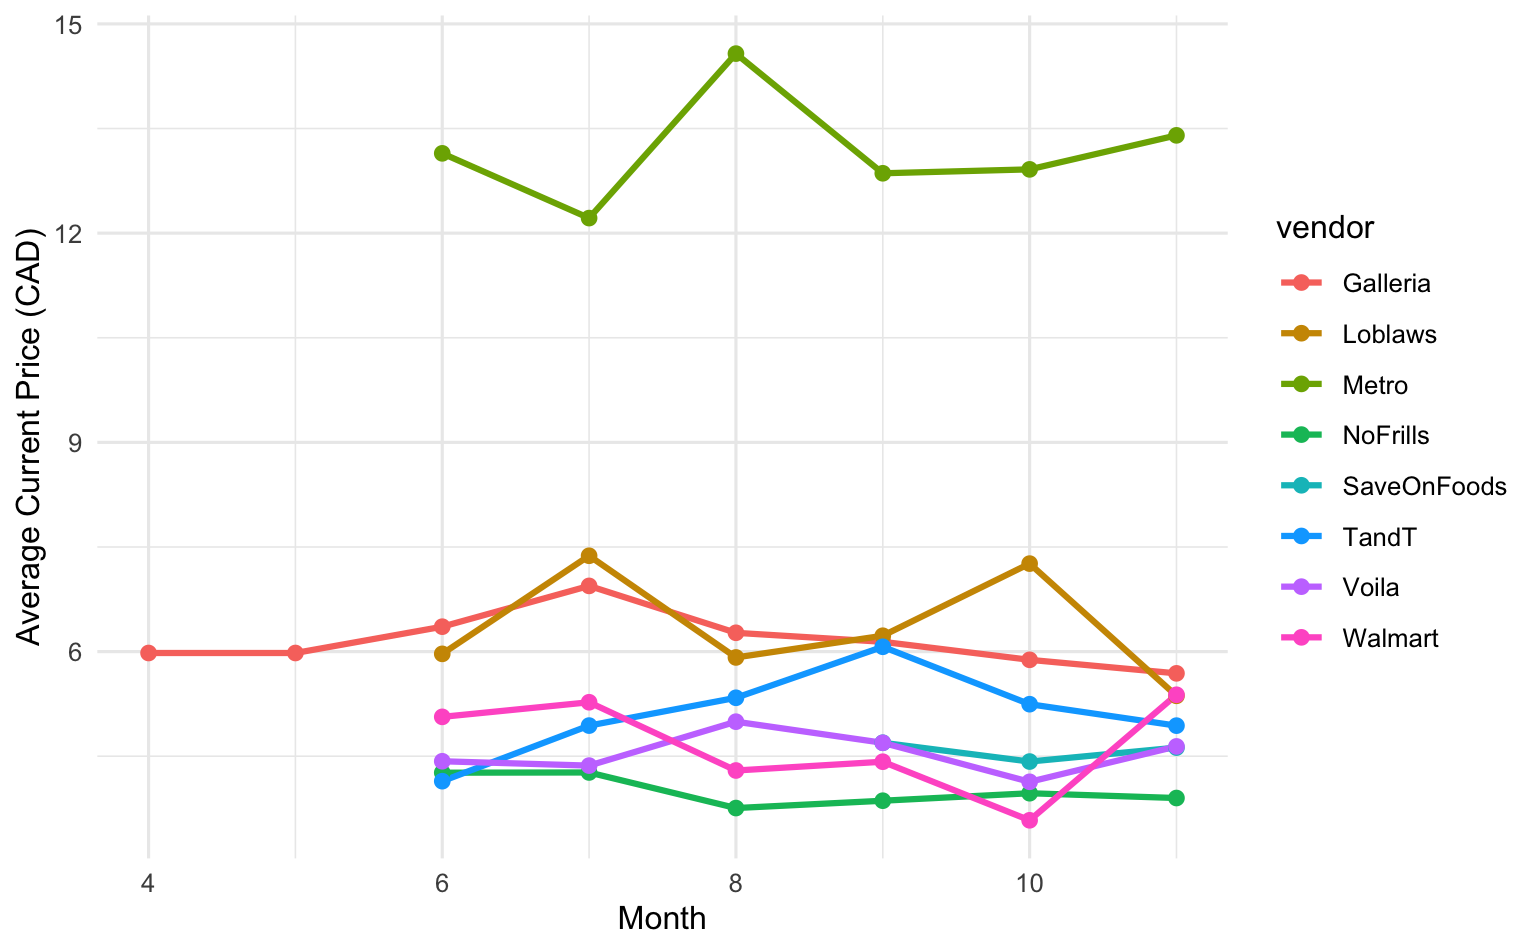 15
12
9
6
Average Current Price (CAD)
4
6
8
10
Month
vendor
Galleria
Loblaws
Metro
NoFrills
SaveOnFoods
TandT
Voila
Walmart